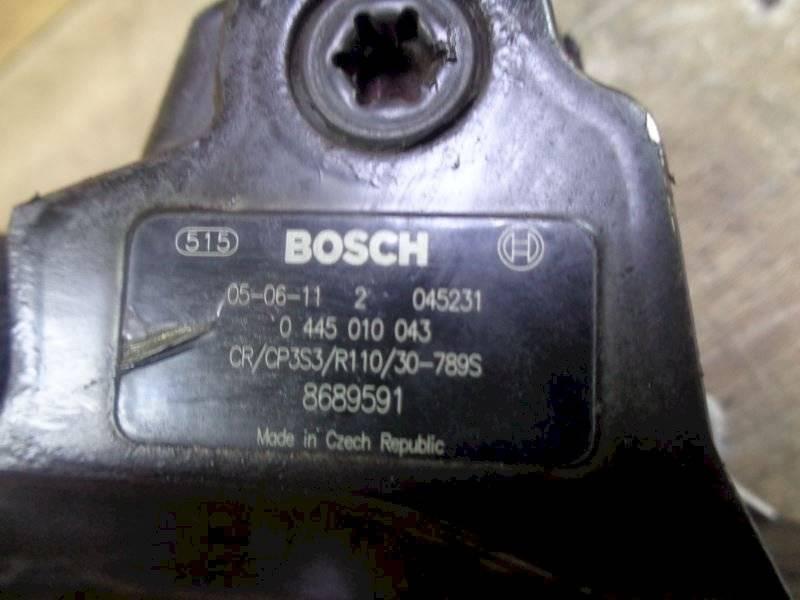 515 BOSCH
05-06-11 2 045231
0 445 010 043
CR/CP3S3/R110/30-789S
8689591
Made in Czech Republic